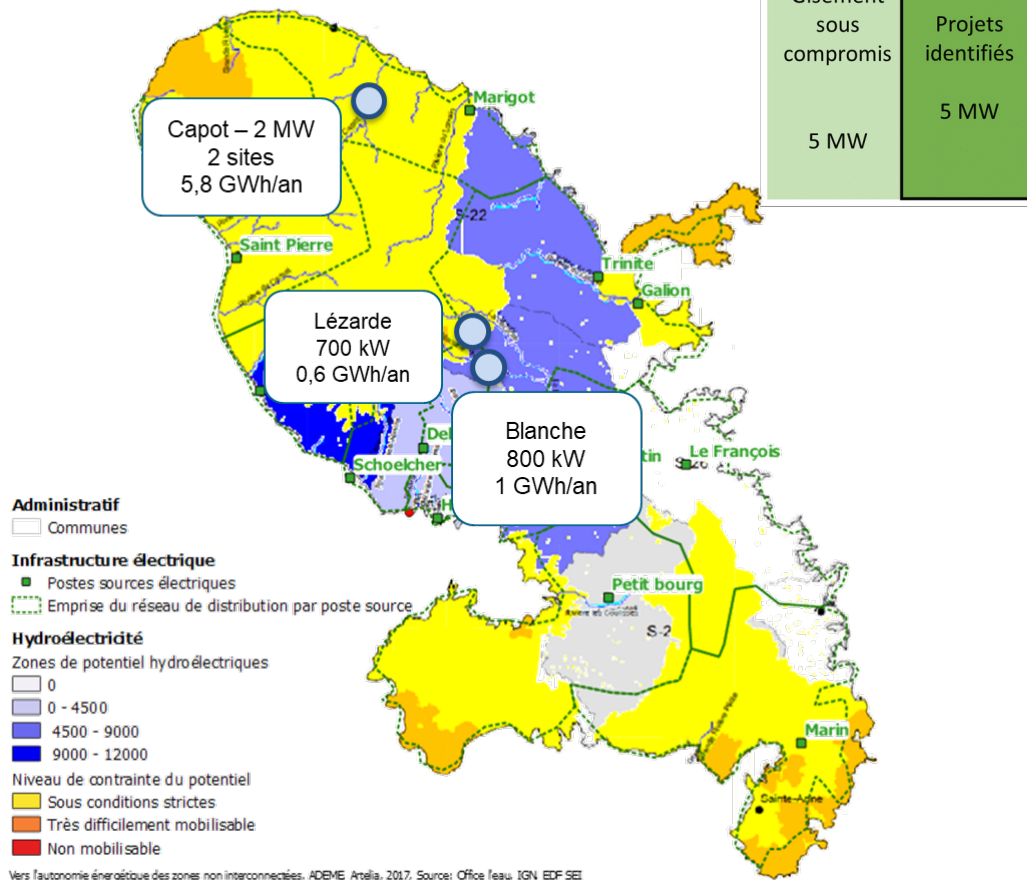 Gisement
sous
compromis
5 MW
Projets
identifiés
5 MW
Marigot
Capot – 2 MW
2 sites
5,8 GWh/an
S-22
Saint Pierre
Trinite
Galion
Lézarde
700 kW
0,6 GWh/an
Blanche
800 kW
1 GWh/an
Schoelcher
Le François
Petit bourg
S-2
Marin
Sainte-Anne
Administratif
Communes
Infrastructure électrique
Postes sources électriques
Emprise du réseau de distribution par poste source
Hydroélectricité
Zones de potentiel hydroélectriques
0
0 - 4500
4500 - 9000
9000 - 12000
Niveau de contrainte du potentiel
Sous conditions strictes
Très difficilement mobilisable
Non mobilisable
Vers l'autonomie énergétique des zones non interconnectées, ADEME, Artelia, 2017, Source: Office l'eau, IGN, EDF SEI